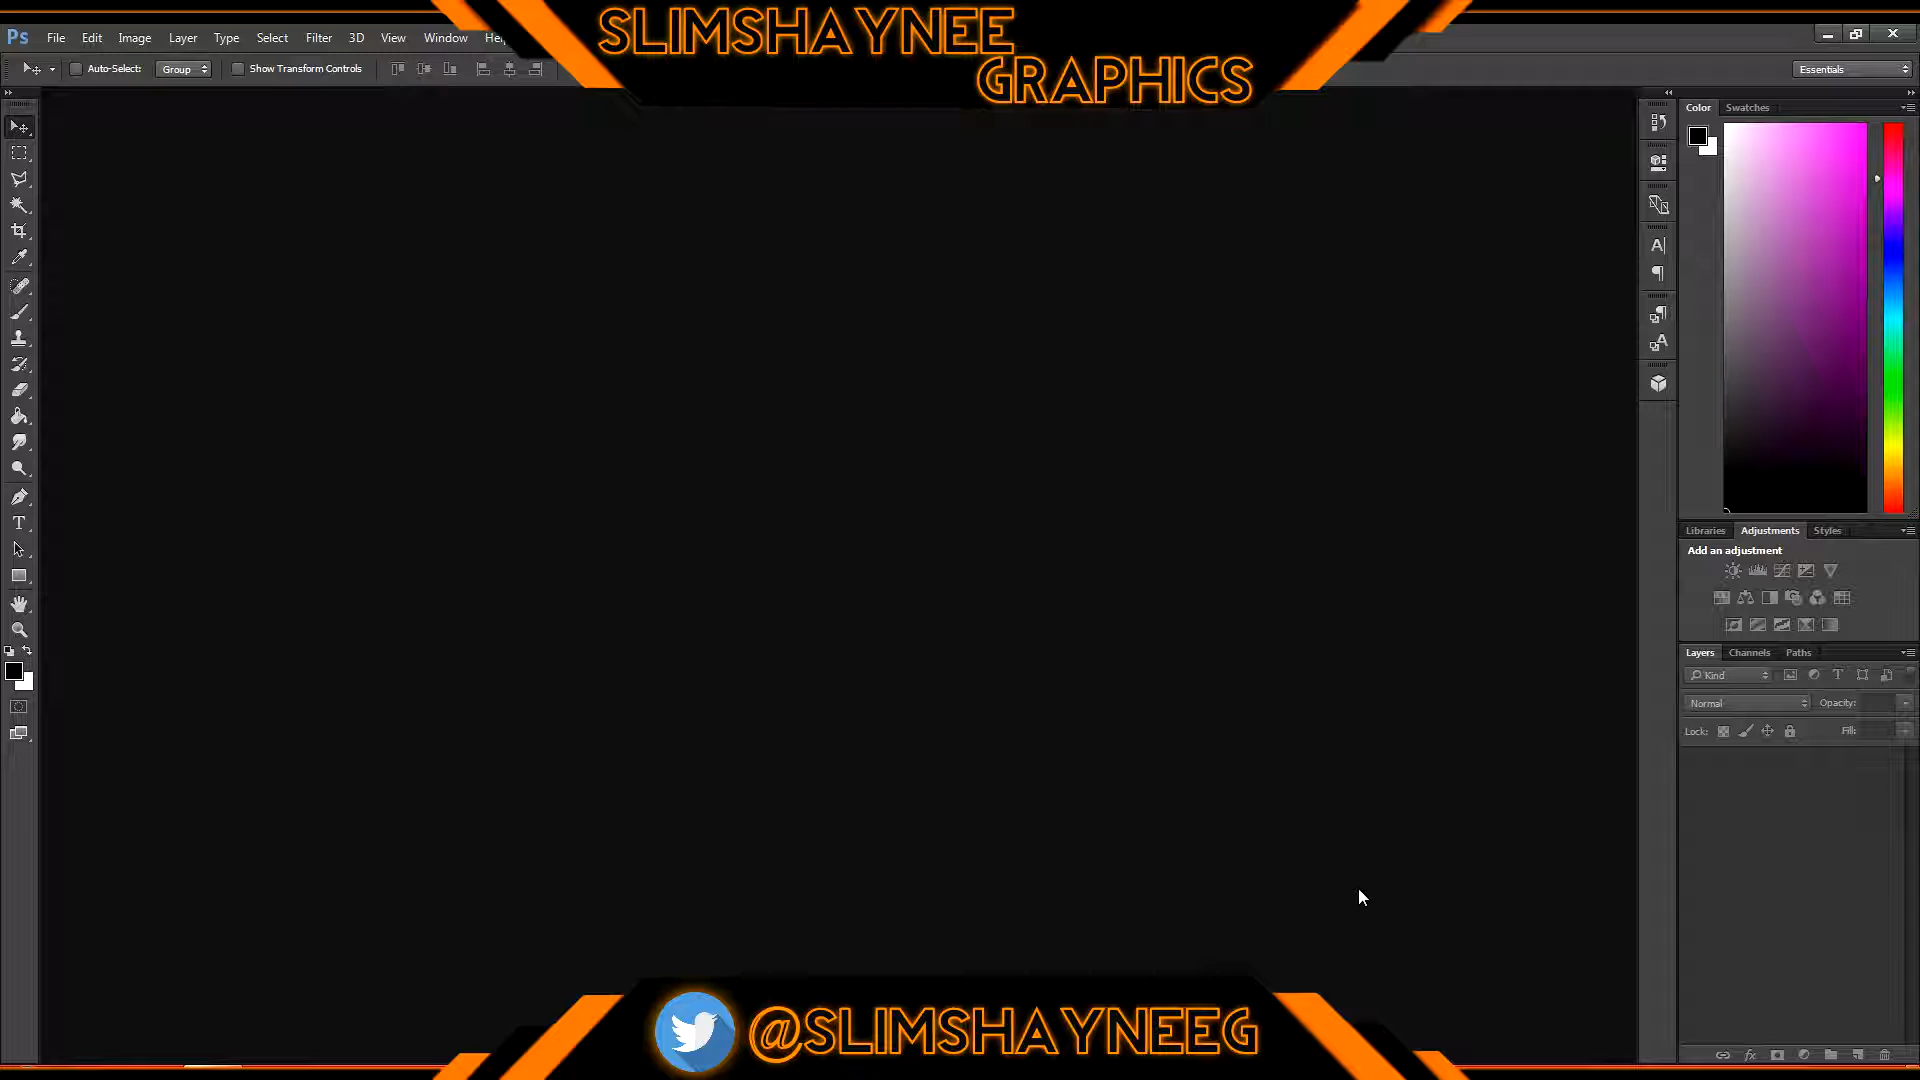 SLIMSHAYNEE
GRAPHICS
Ps File Edit Image Layer Type Select Filter 3D View Window
Auto-Select: Group Show Transform Controls
Essentials
Color Swatches
Libraries Adjustments Styles
Add an adjustment
Layers Channels Paths
Kind
Normal Opacity:
Lock: Fill:
@SLIMSHAYNEEG